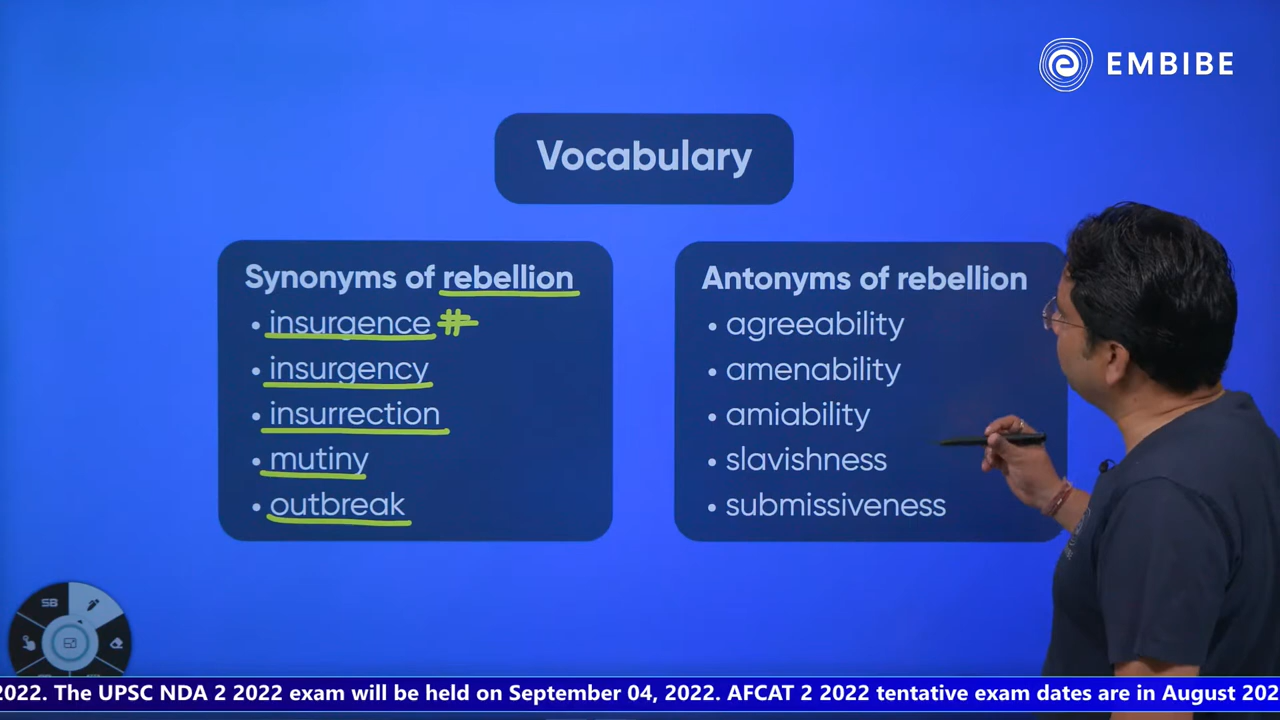 EMBIBE
Vocabulary
Synonyms of rebellion
• insurgence #
• insurgency
• insurrection
• mutiny
• outbreak
Antonyms of rebellion
• agreeability
• amenability
• amiability
• slavishness
• submissiveness
SB
2022. The UPSC NDA 2 2022 exam will be held on September 04, 2022. AFCAT 2 2022 tentative exam dates are in August 202